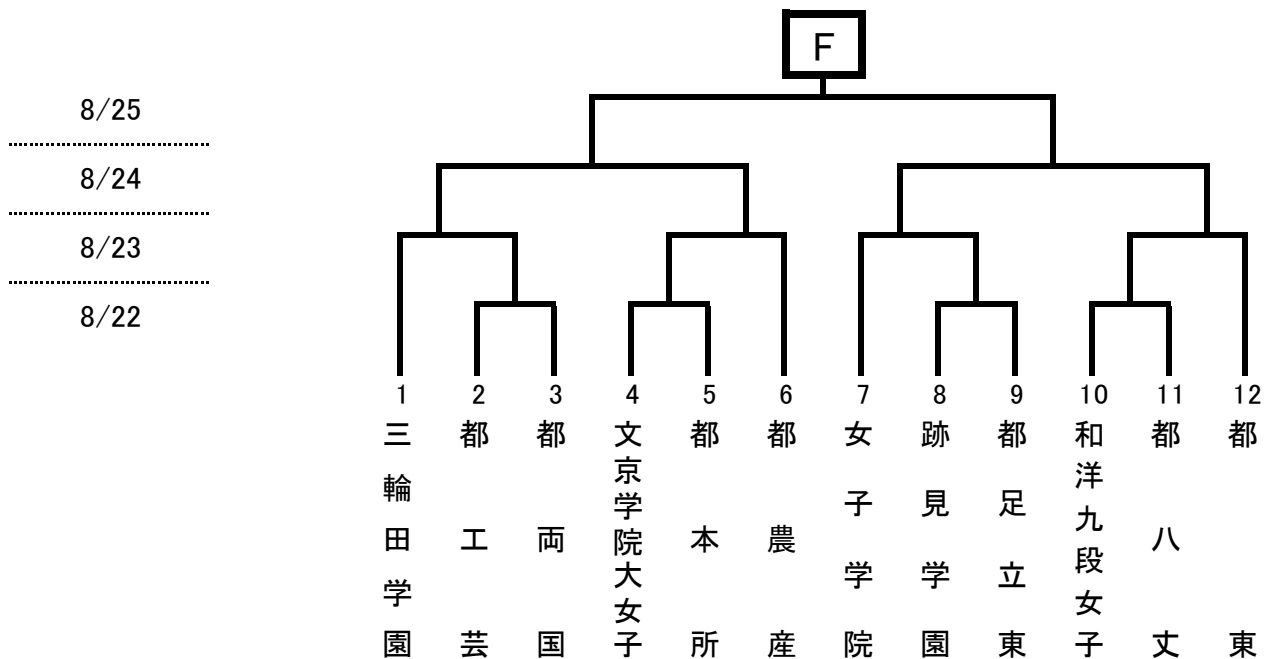 F
8/25
8/24
8/23
8/22
1 2 3 4 5 6 7 8 9 10 11 12
三輪田学園
都工芸
都両国
文京学院大女子
都本所
都農産
女子学院
跡見学園
都足立東
和洋九段女子
都八丈
都東